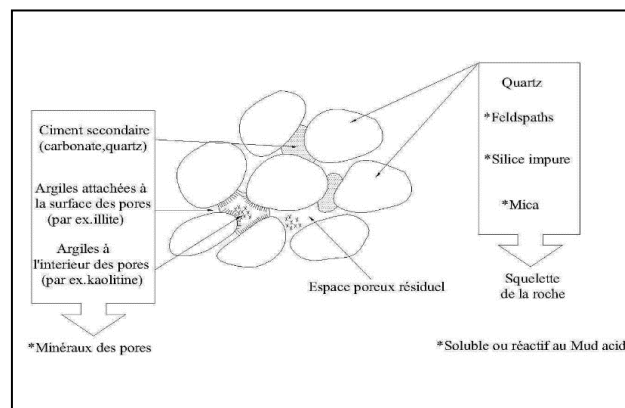 Ciment secondaire
(carbonate,quartz)
Argiles attachées à
la surface des pores
(par ex.illite)
Argiles à
l'interieur des pores
(par ex.kaolitine)
*Minéraux des pores
Espace poreux résiduel
Quartz
*Feldspaths
*Silice impure
*Mica
Squelette
de la roche
*Soluble ou réactif au Mud acid